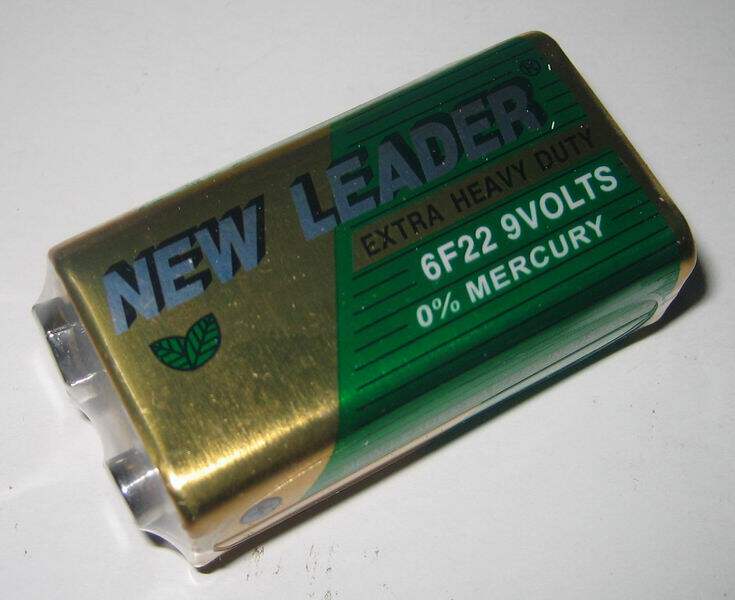 NEW LEADER®
EXTRA HEAVY DUTY
6F22 9VOLTS
0% MERCURY